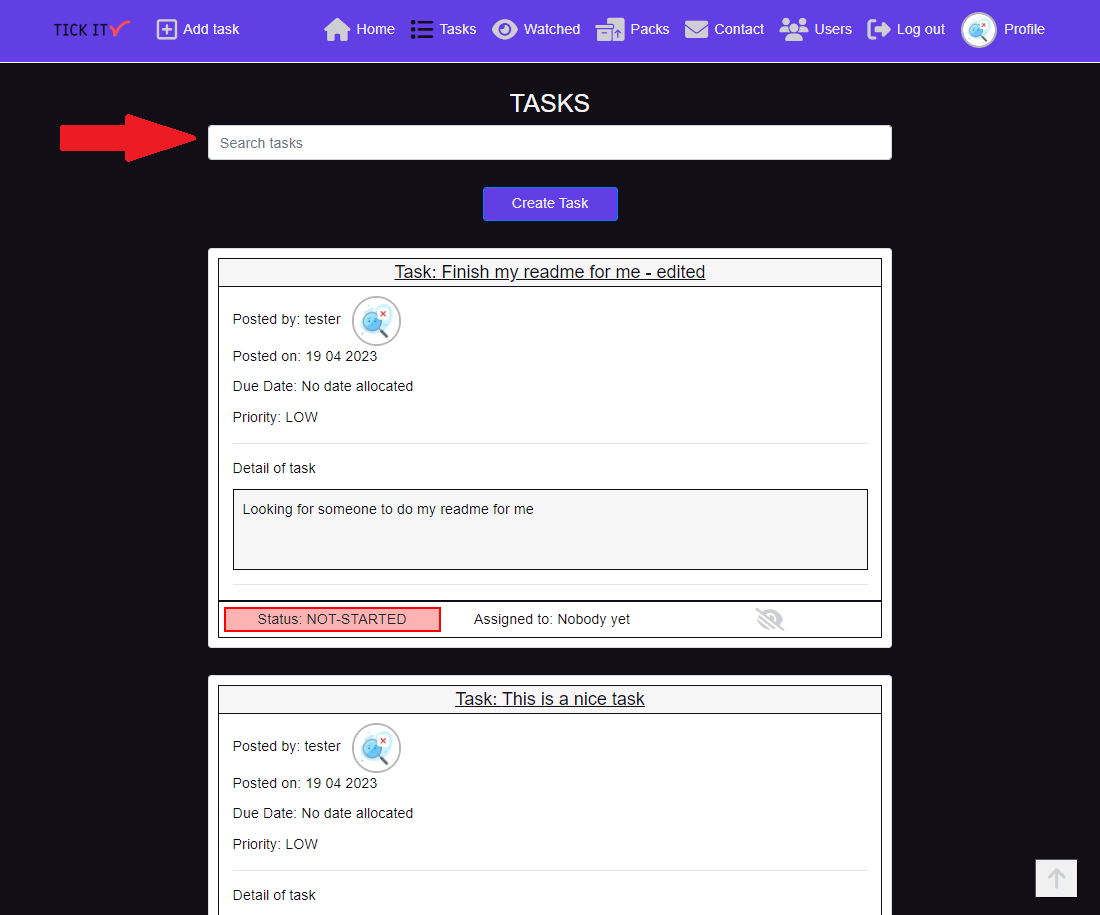 TICK IT Add task Home Tasks Watched Packs Contact Users Log out Profile
TASKS
Search tasks
Create Task
Task: Finish my readme for me - edited
Posted by: tester
Posted on: 19 04 2023
Due Date: No date allocated
Priority: LOW
Detail of task
Looking for someone to do my readme for me
Status: NOT-STARTED Assigned to: Nobody yet
Task: This is a nice task
Posted by: tester
Posted on: 19 04 2023
Due Date: No date allocated
Priority: LOW
Detail of task